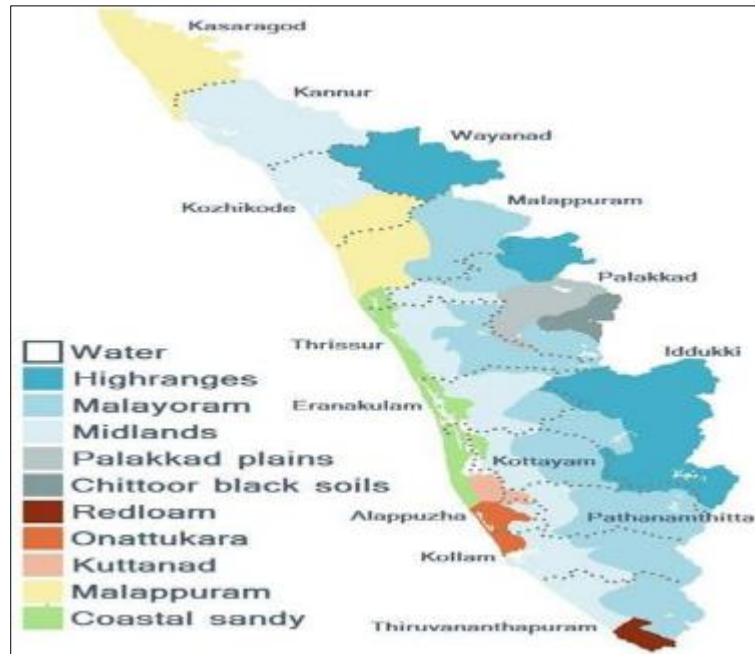 Kasaragod
Kannur
Wayanad
Malappuram
Kozhikode
Palakkad
Thrissur
Iddukki
Eranakulam
Kottayam
Alappuzha
Pathanamthitta
Kollam
Thiruvananthapuram
Water
Highranges
Malayoram
Midlands
Palakkad plains
Chittoor black soils
Redloam
Onattukara
Kuttanad
Malappuram
Coastal sandy